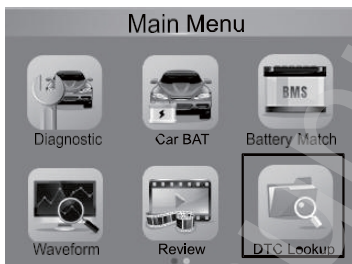 Main Menu
BMS
Diagnostic Car BAT Battery Match
Waveform Review DTC Lookup